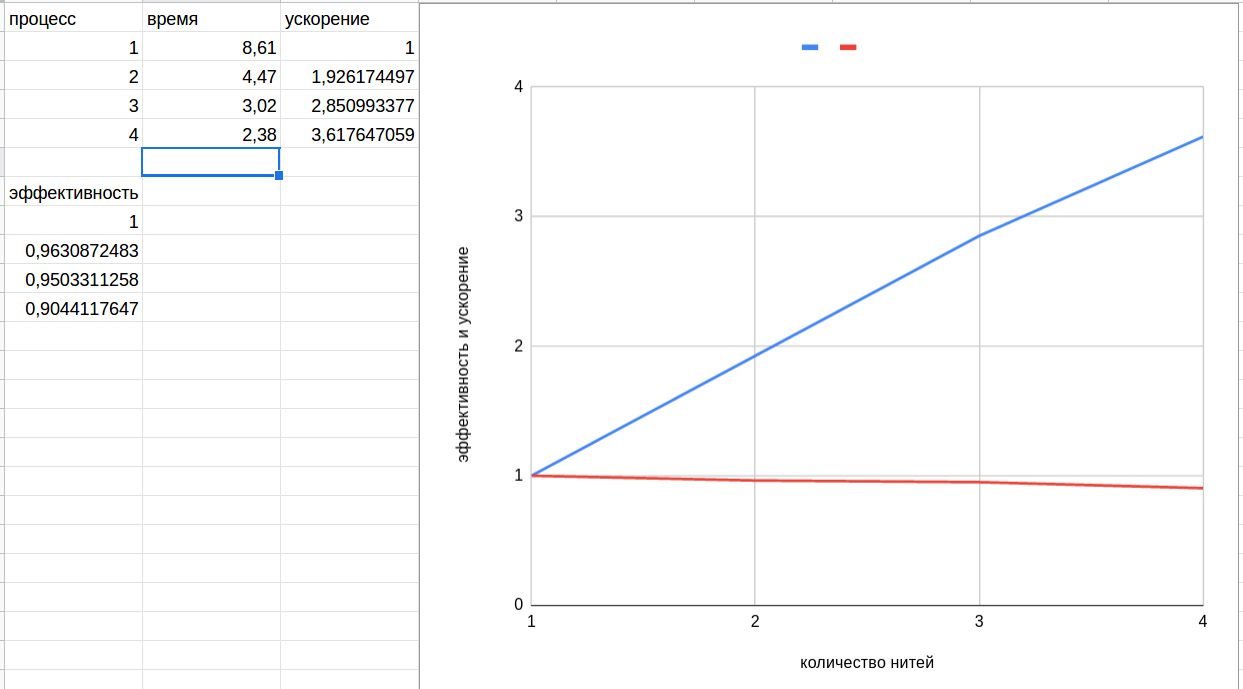 процесс время ускорение
1 8,61 1
2 4,47 1,926174497
3 3,02 2,850993377
4 2,38 3,617647059
эффективность
1
0,9630872483
0,9503311258
0,9044117647
4
3
2
1
0
1 2 3 4
эффективность и ускорение
количество нитей